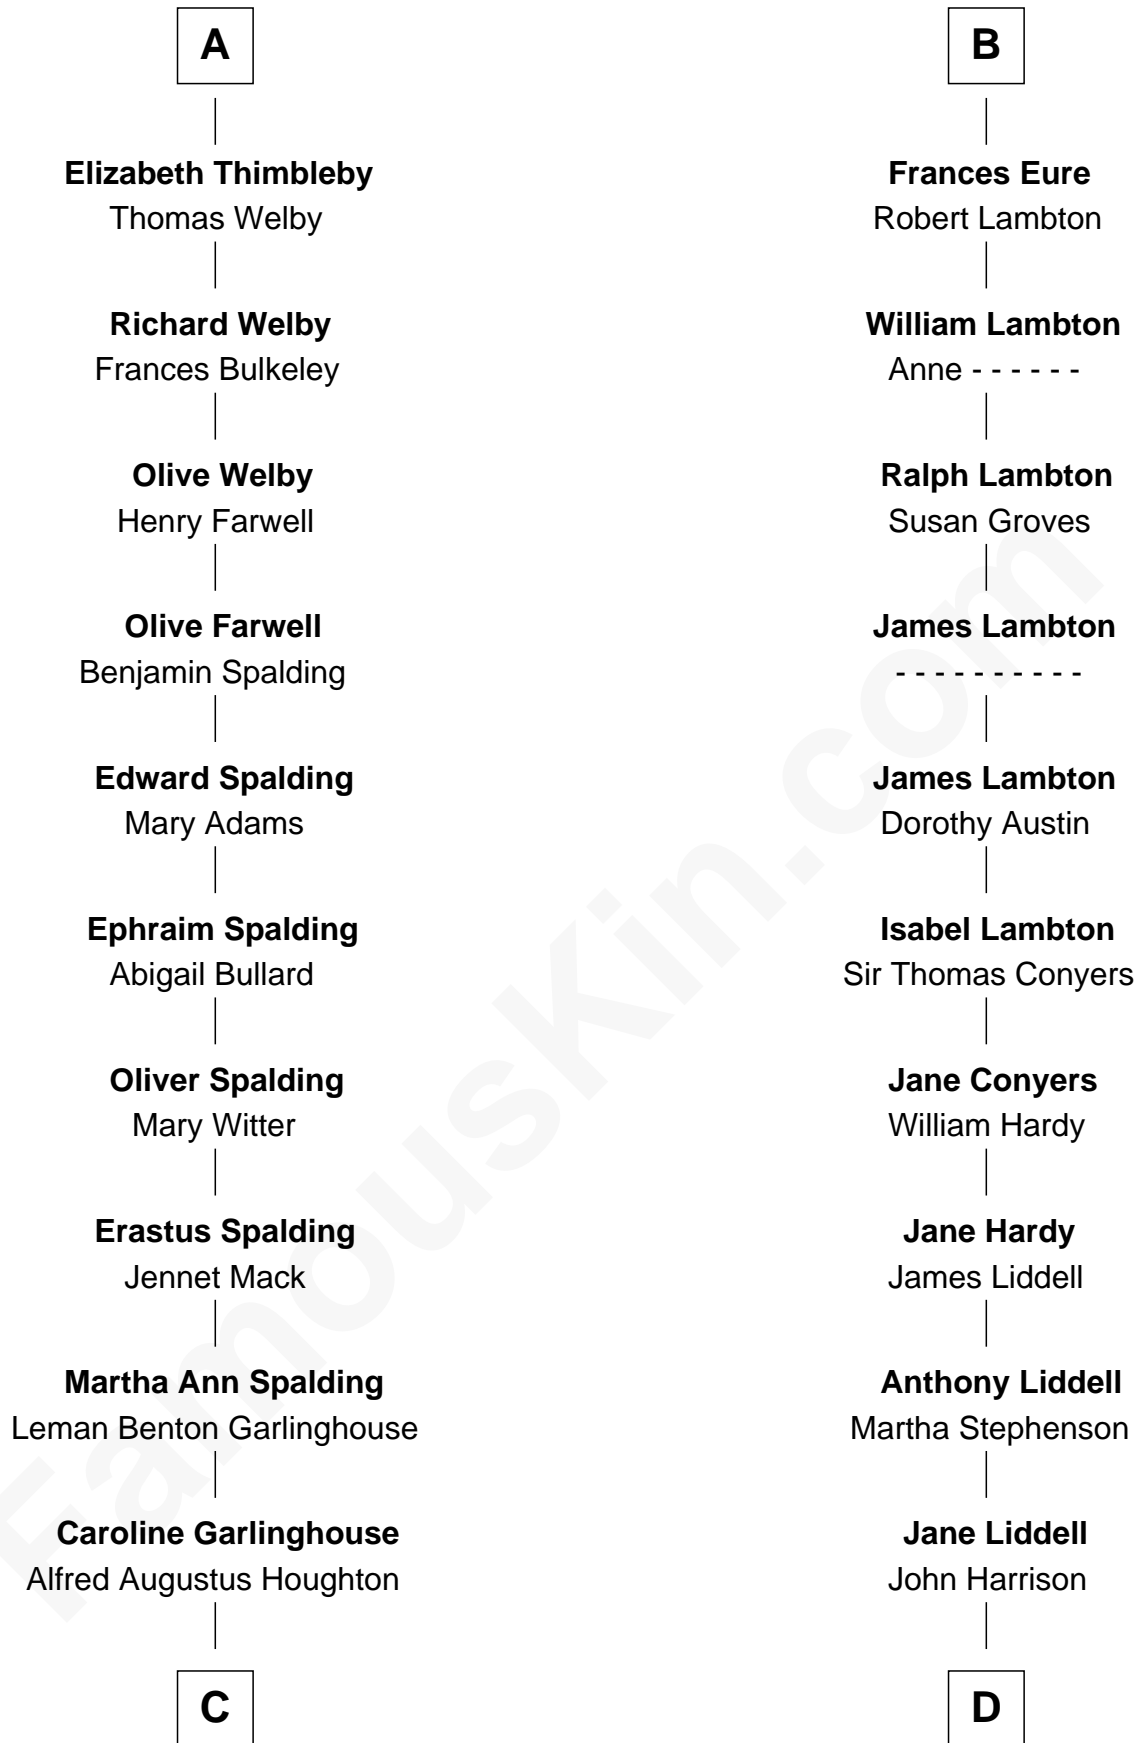 A
Elizabeth Thimbleby
Thomas Welby
Richard Welby
Frances Bulkeley
Olive Welby
Henry Farwell
Olive Farwell
Benjamin Spalding
Edward Spalding
Mary Adams
Ephraim Spalding
Abigail Bullard
Oliver Spalding
Mary Witter
Erastus Spalding
Jennet Mack
Martha Ann Spalding
Leman Benton Garlinghouse
Caroline Garlinghouse
Alfred Augustus Houghton
C
B
Frances Eure
Robert Lambton
William Lambton
Anne - - - - - -
Ralph Lambton
Susan Groves
James Lambton
- - - - - - - - - -
James Lambton
Dorothy Austin
Isabel Lambton
Sir Thomas Conyers
Jane Conyers
William Hardy
Jane Hardy
James Liddell
Anthony Liddell
Martha Stephenson
Jane Liddell
John Harrison
D
FamousKin.com